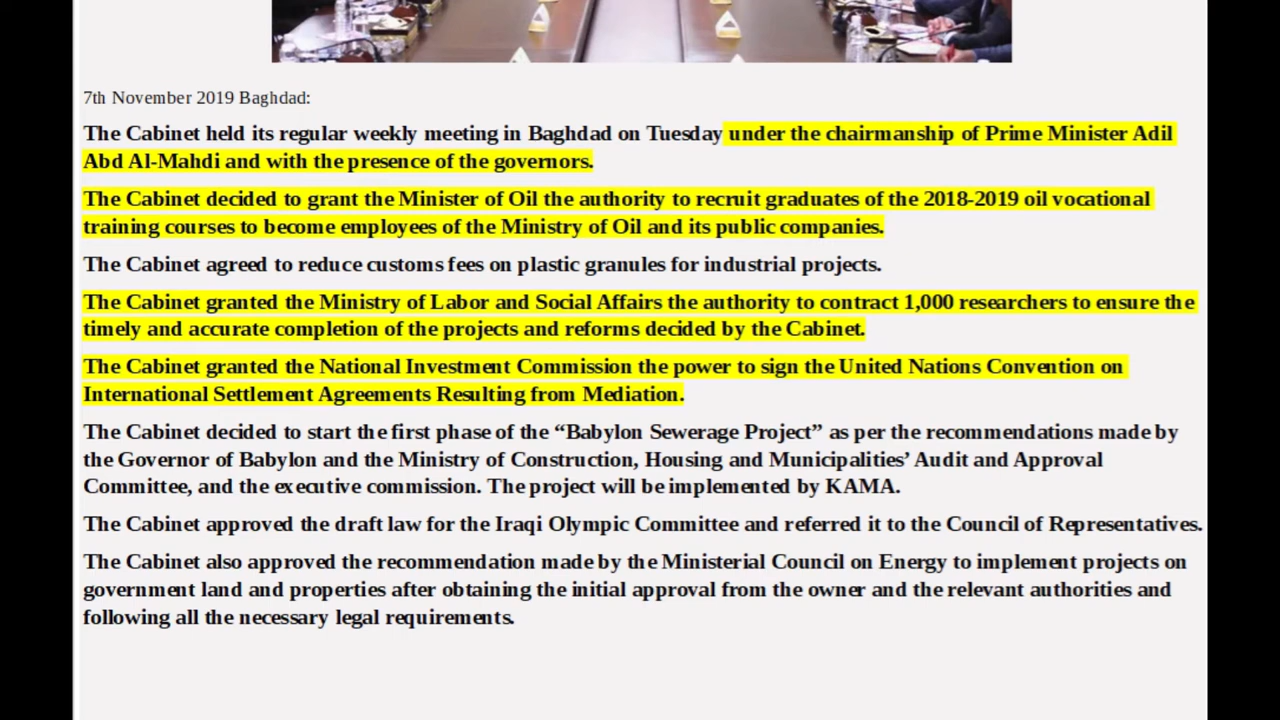 7th November 2019 Baghdad:
The Cabinet held its regular weekly meeting in Baghdad on Tuesday under the chairmanship of Prime Minister Adil
Abd Al-Mahdi and with the presence of the governors.
The Cabinet decided to grant the Minister of Oil the authority to recruit graduates of the 2018-2019 oil vocational
training courses to become employees of the Ministry of Oil and its public companies.
The Cabinet agreed to reduce customs fees on plastic granules for industrial projects.
The Cabinet granted the Ministry of Labor and Social Affairs the authority to contract 1,000 researchers to ensure the
timely and accurate completion of the projects and reforms decided by the Cabinet.
The Cabinet granted the National Investment Commission the power to sign the United Nations Convention on
International Settlement Agreements Resulting from Mediation.
The Cabinet decided to start the first phase of the “Babylon Sewerage Project” as per the recommendations made by
the Governor of Babylon and the Ministry of Construction, Housing and Municipalities’ Audit and Approval
Committee, and the executive commission. The project will be implemented by KAMA.
The Cabinet approved the draft law for the Iraqi Olympic Committee and referred it to the Council of Representatives.
The Cabinet also approved the recommendation made by the Ministerial Council on Energy to implement projects on
government land and properties after obtaining the initial approval from the owner and the relevant authorities and
following all the necessary legal requirements.